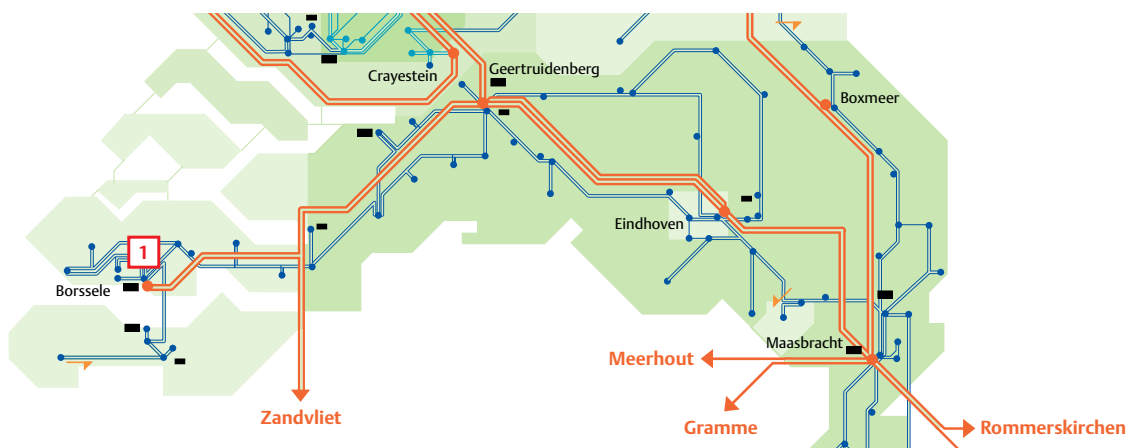 Crayestein
Geertruidenberg
Boxmeer
Eindhoven
1
Borssele
Maasbracht
Meerhout
Zandvliet
Gramme
Rommerskirchen